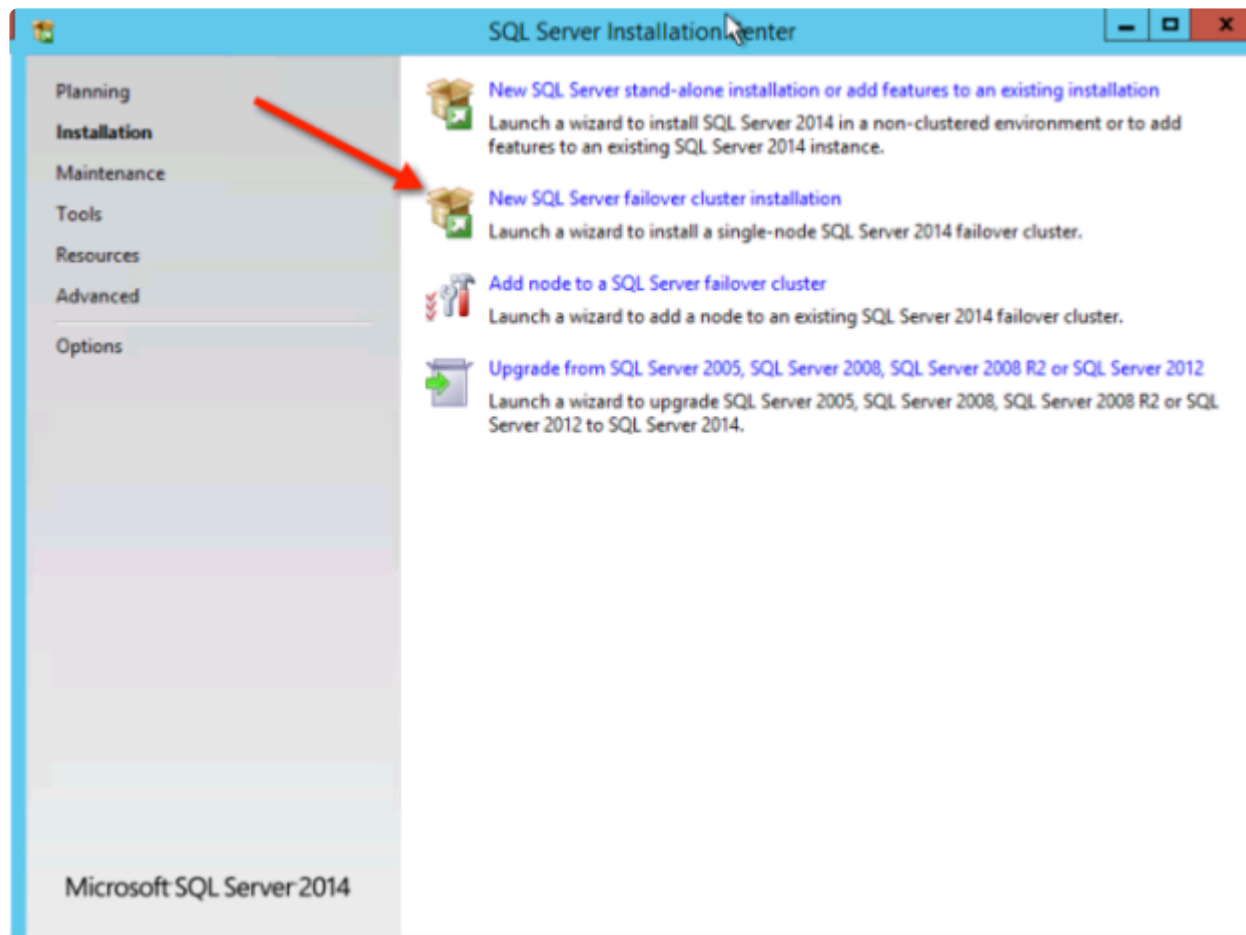 SQL Server Installation Center
Planning
Installation
Maintenance
Tools
Resources
Advanced
Options
New SQL Server stand-alone installation or add features to an existing installation
Launch a wizard to install SQL Server 2014 in a non-clustered environment or to add
features to an existing SQL Server 2014 instance.
New SQL Server failover cluster installation
Launch a wizard to install a single-node SQL Server 2014 failover cluster.
Add node to a SQL Server failover cluster
Launch a wizard to add a node to an existing SQL Server 2014 failover cluster.
Upgrade from SQL Server 2005, SQL Server 2008, SQL Server 2008 R2 or SQL Server 2012
Launch a wizard to upgrade SQL Server 2005, SQL Server 2008, SQL Server 2008 R2 or SQL
Server 2012 to SQL Server 2014.
Microsoft SQL Server 2014